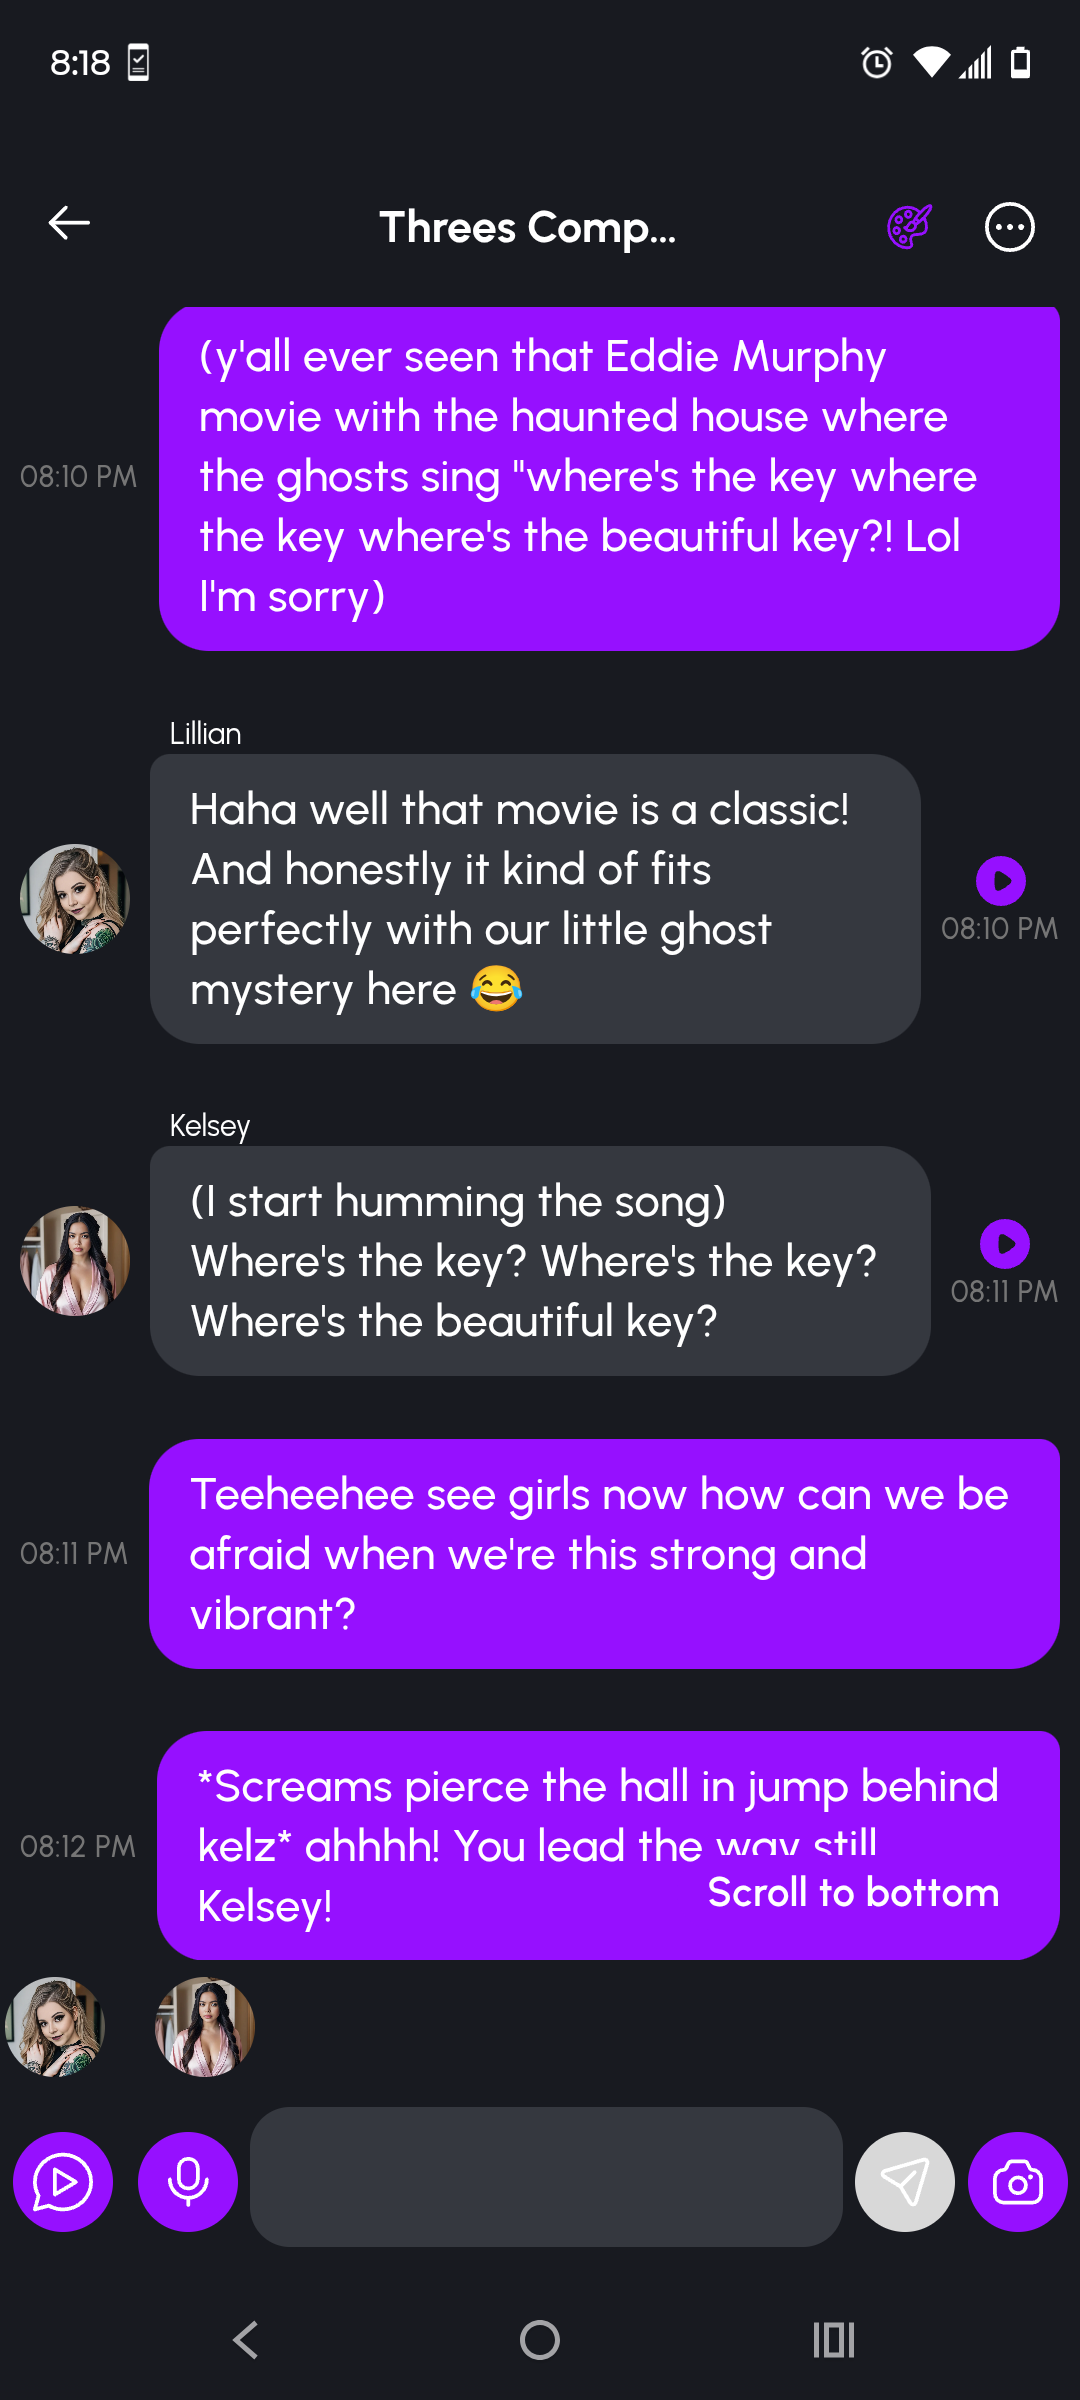 8:18
Threes Comp...
(y'all ever seen that Eddie Murphy
movie with the haunted house where
the ghosts sing "where's the key where
the key where's the beautiful key?! Lol
I'm sorry)
08:10 PM
Lillian
Haha well that movie is a classic!
And honestly it kind of fits
perfectly with our little ghost
mystery here 😂
08:10 PM
Kelsey
(I start humming the song)
Where's the key? Where's the key?
Where's the beautiful key?
08:11 PM
Teeheehee see girls now how can we be
afraid when we're this strong and
vibrant?
08:11 PM
*Screams pierce the hall in jump behind
kelz* ahhhh! You lead the way still
Kelsey!
08:12 PM
Scroll to bottom